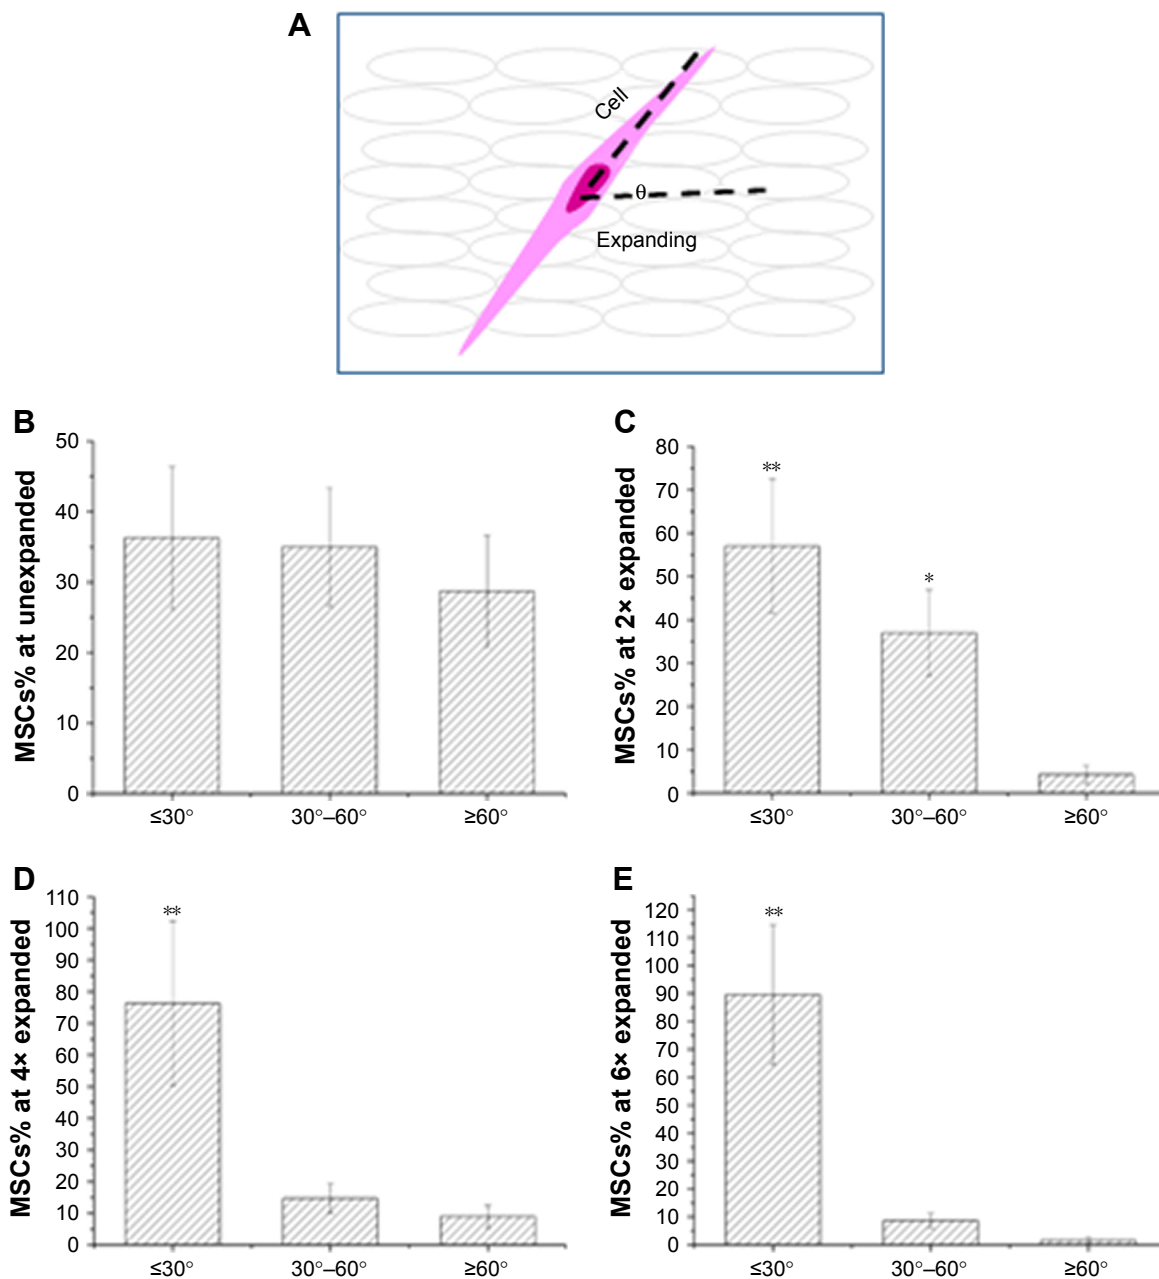 A
Cell
θ
Expanding
B
MSCs% at unexpanded
50
40
30
20
10
0
≤30° 30°–60° ≥60°
C
MSCs% at 2× expanded
80
70
60
50
40
30
20
10
0
**
*
≤30° 30°–60° ≥60°
D
MSCs% at 4× expanded
110
100
90
80
70
60
50
40
30
20
10
0
**
≤30° 30°–60° ≥60°
E
MSCs% at 6× expanded
120
110
100
90
80
70
60
50
40
30
20
10
0
**
≤30° 30°–60° ≥60°